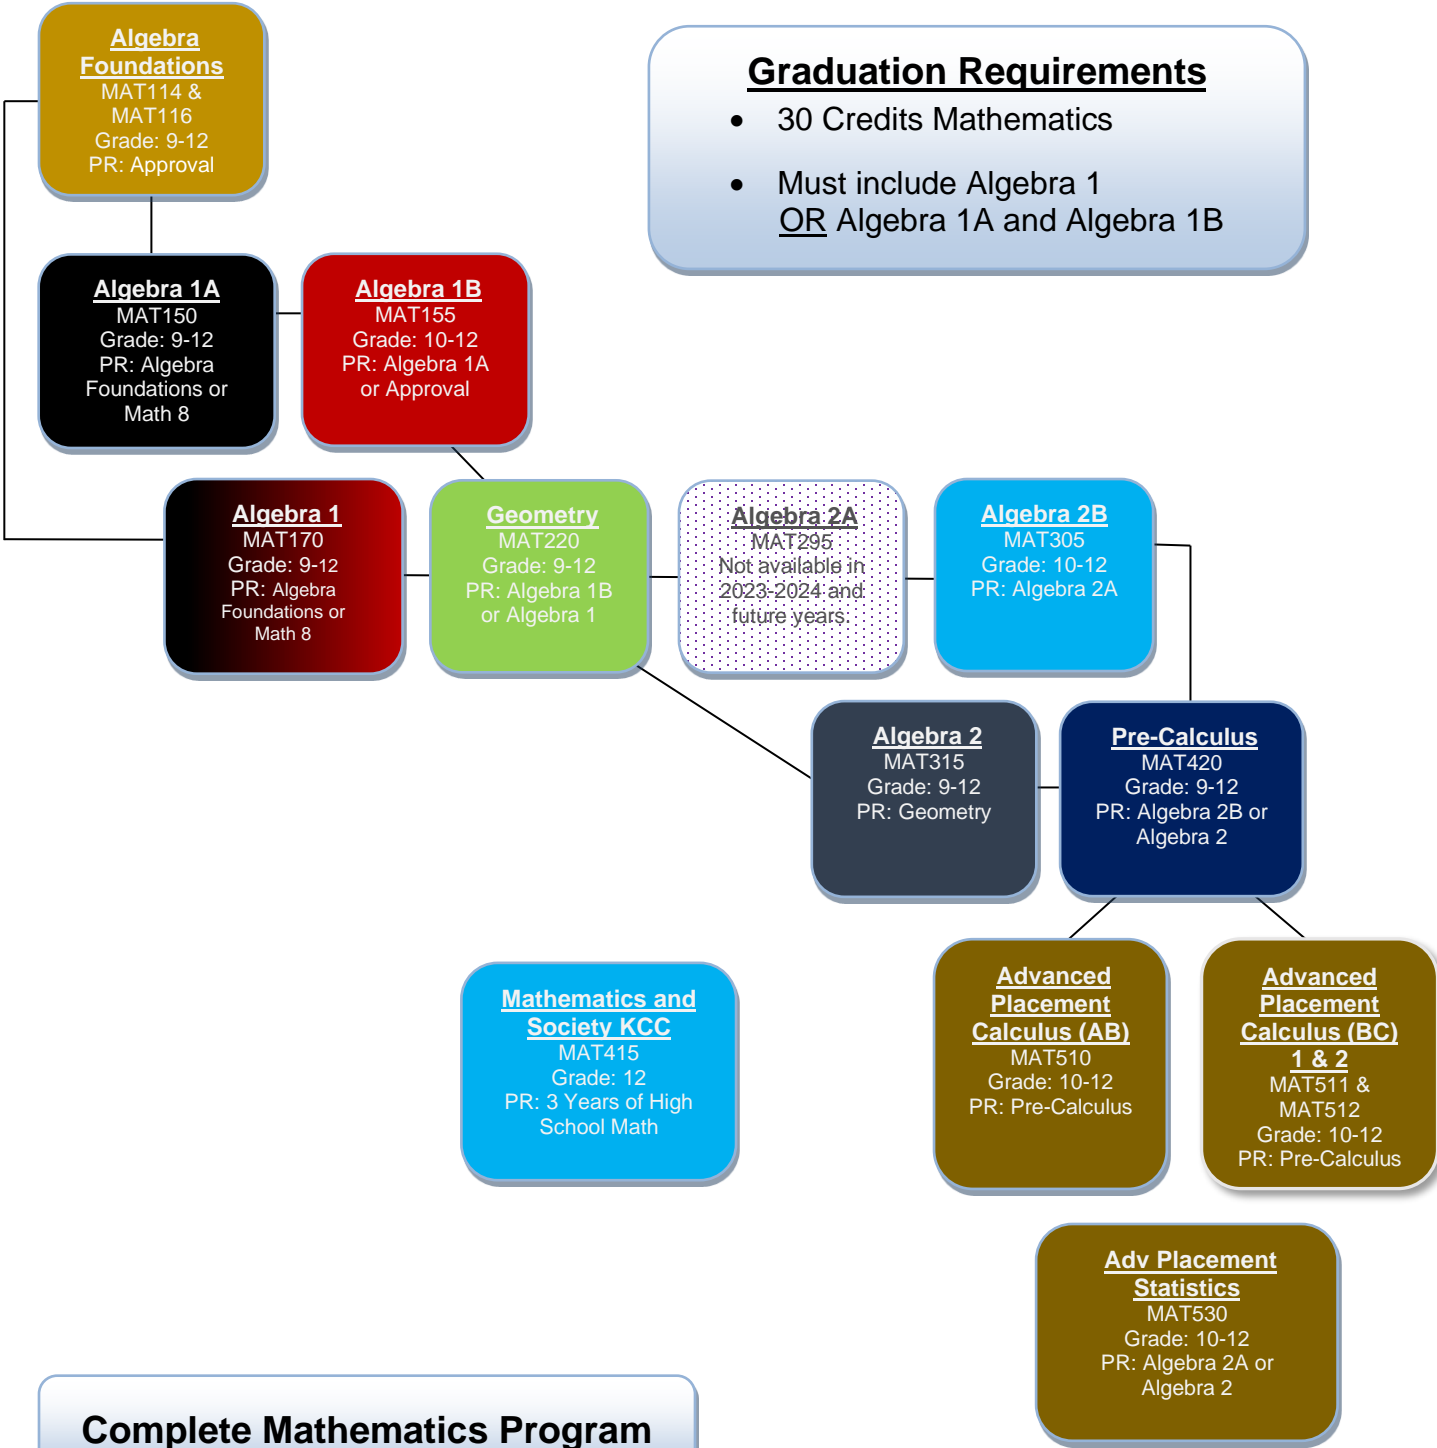 Algebra
Foundations
MAT114 &
MAT116
Grade: 9-12
PR: Approval
Graduation Requirements
• 30 Credits Mathematics
• Must include Algebra 1
OR Algebra 1A and Algebra 1B
Algebra 1A
MAT150
Grade: 9-12
PR: Algebra
Foundations or
Math 8
Algebra 1B
MAT155
Grade: 10-12
PR: Algebra 1A
or Approval
Algebra 1
MAT170
Grade: 9-12
PR: Algebra
Foundations or
Math 8
Geometry
MAT220
Grade: 9-12
PR: Algebra 1B
or Algebra 1
Algebra 2A
MAT295
Not available in
2023-2024 and
future years.
Algebra 2B
MAT305
Grade: 10-12
PR: Algebra 2A
Algebra 2
MAT315
Grade: 9-12
PR: Geometry
Pre-Calculus
MAT420
Grade: 9-12
PR: Algebra 2B or
Algebra 2
Mathematics and
Society KCC
MAT415
Grade: 12
PR: 3 Years of High
School Math
Advanced
Placement
Calculus (AB)
MAT510
Grade: 10-12
PR: Pre-Calculus
Advanced
Placement
Calculus (BC)
1 & 2
MAT511 &
MAT512
Grade: 10-12
PR: Pre-Calculus
Adv Placement
Statistics
MAT530
Grade: 10-12
PR: Algebra 2A or
Algebra 2
Complete Mathematics Program